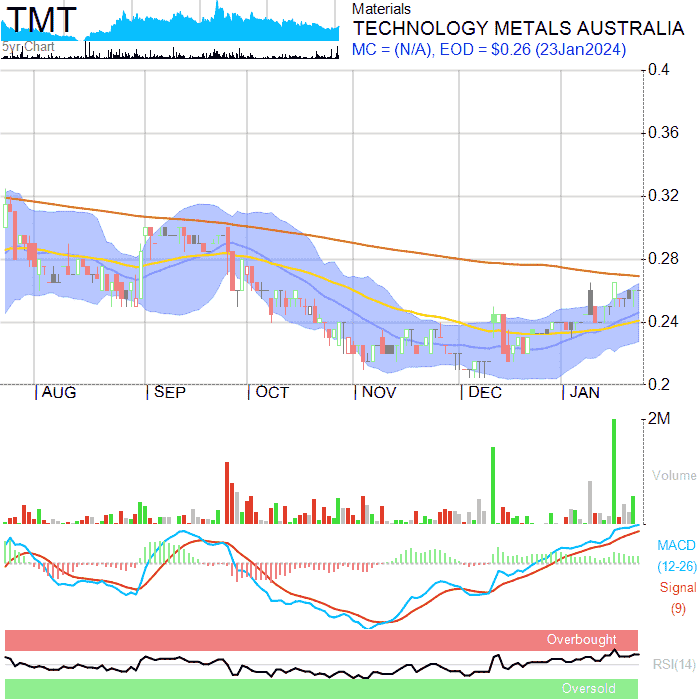 TMT
5yr Chart
Materials
TECHNOLOGY METALS AUSTRALIA
MC = (N/A), EOD = $0.26 (23Jan2024)
0.4
0.36
0.32
0.28
0.24
0.2
| AUG | SEP | OCT | NOV | DEC | JAN
2M
Volume
MACD
(12-26)
Signal
(9)
Overbought
RSI(14)
Oversold